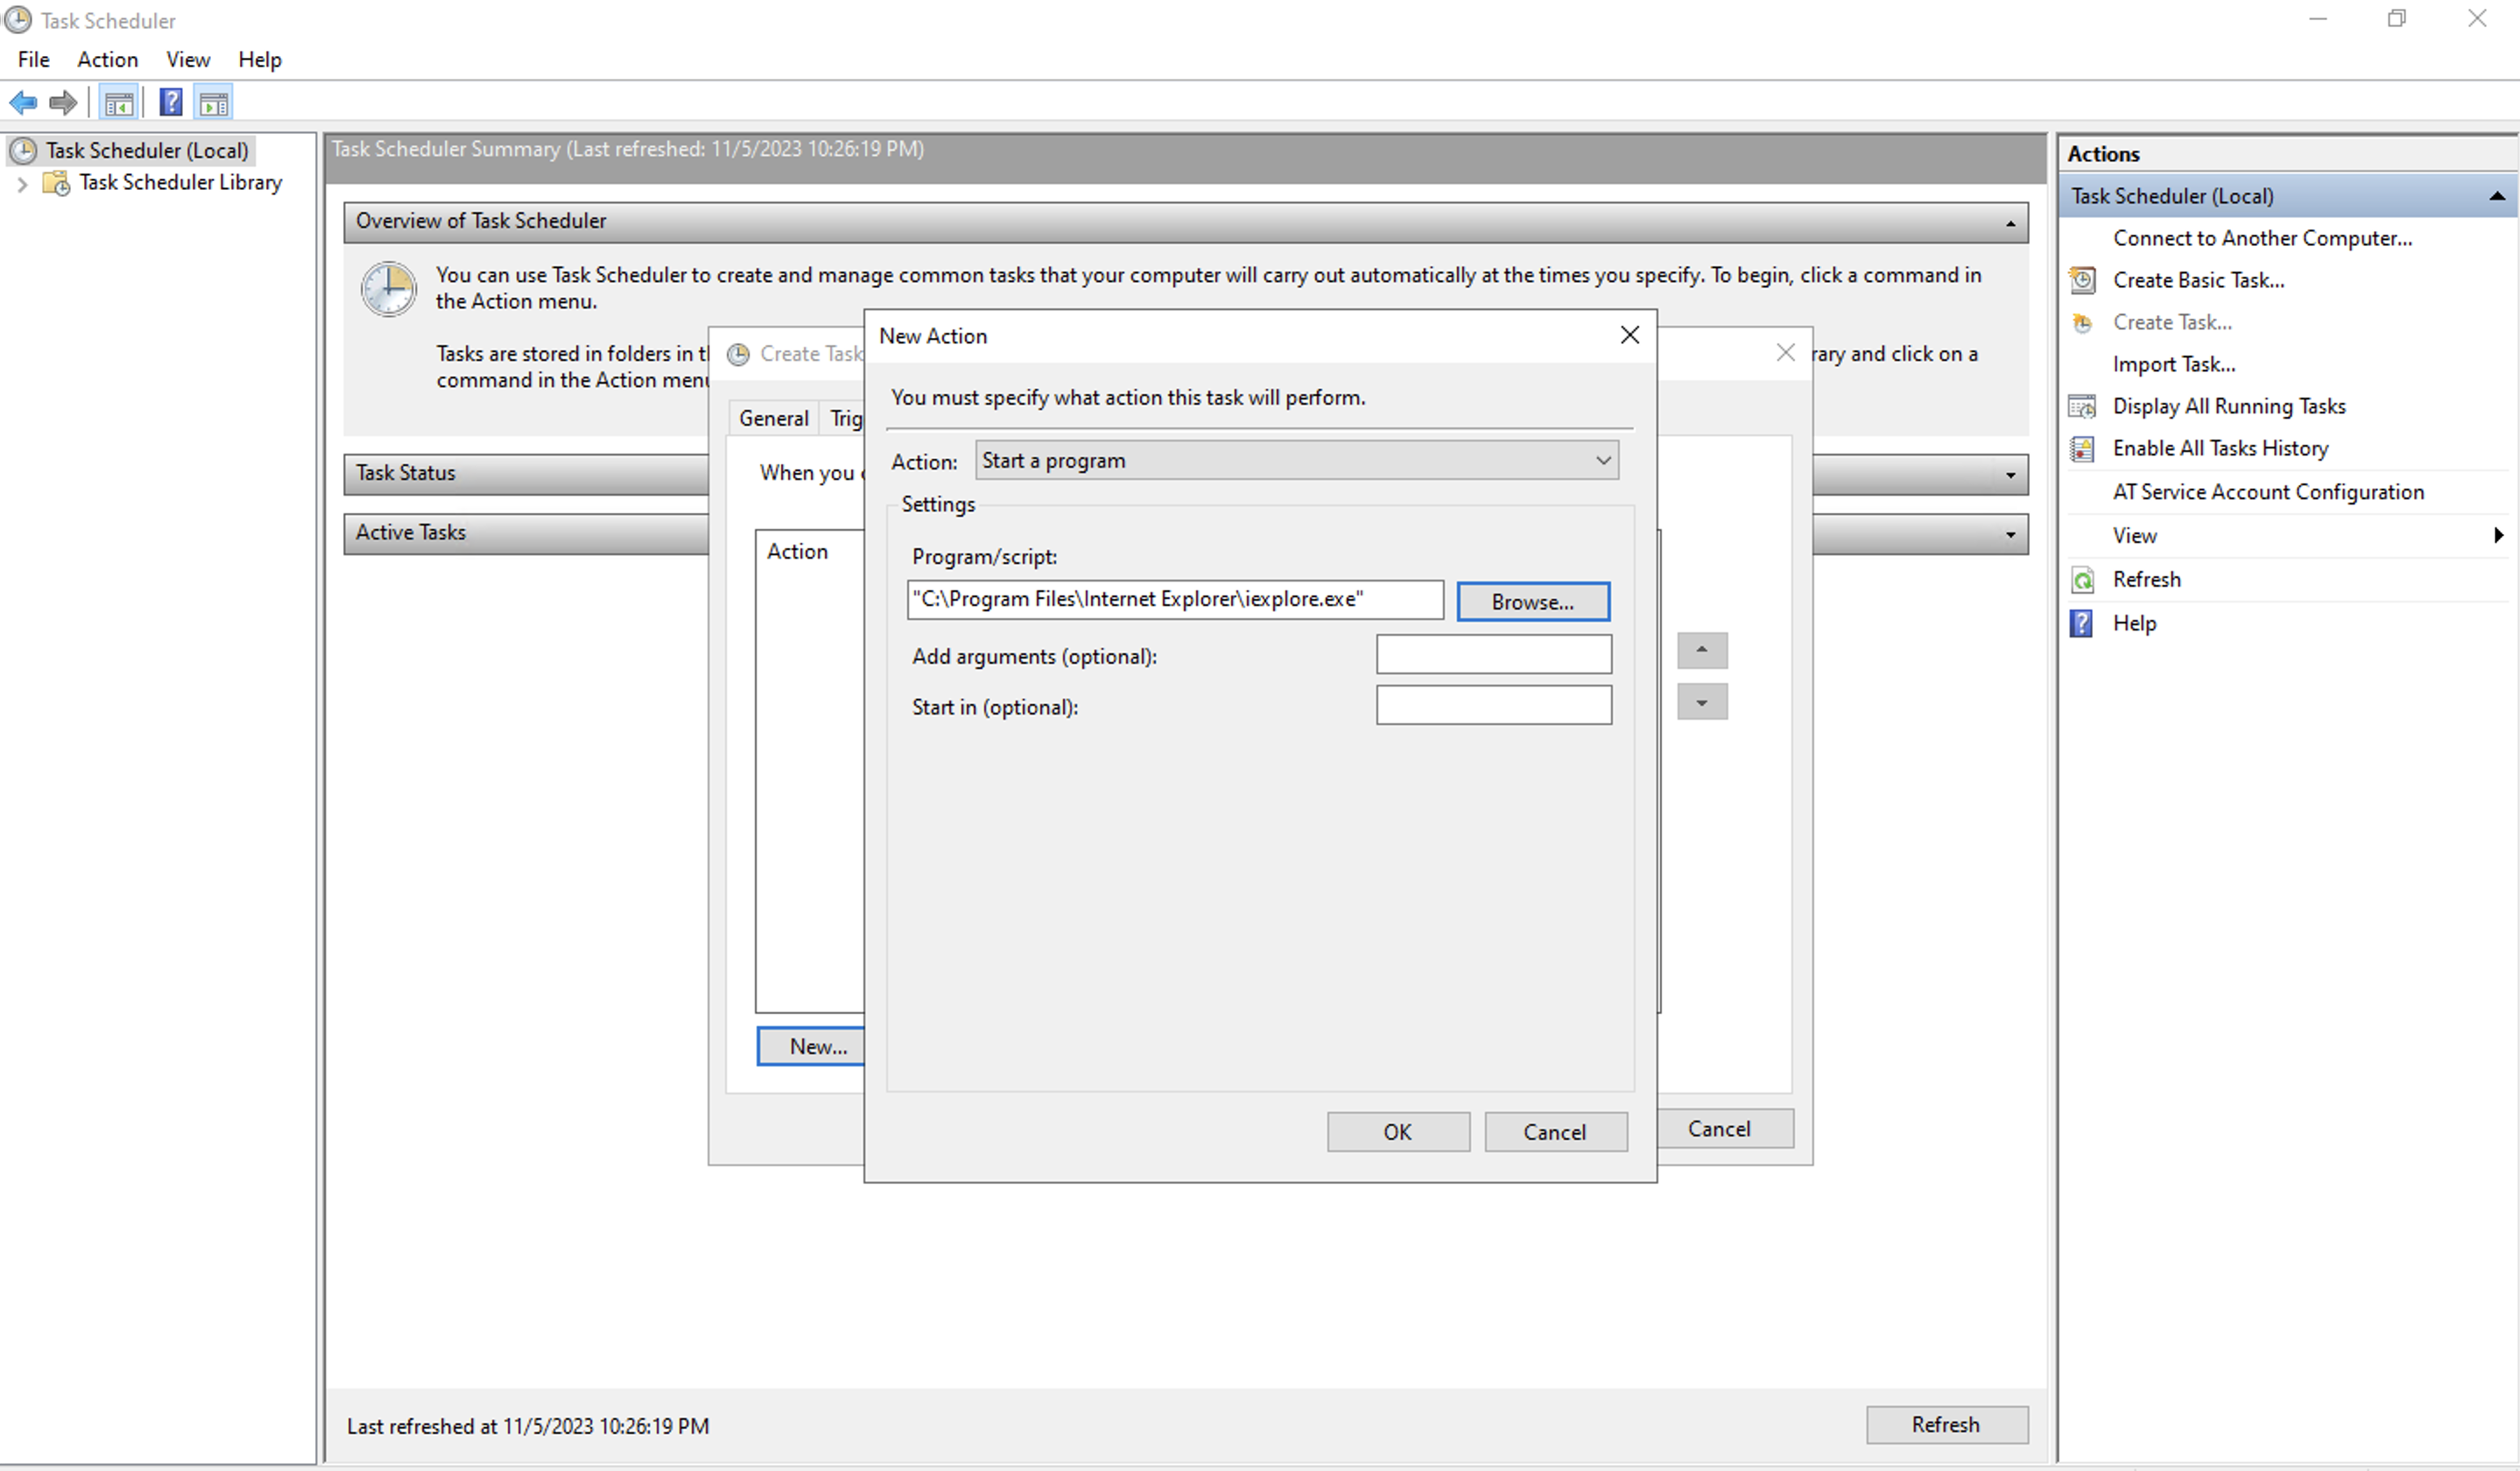 Task Scheduler
File Action View Help
Task Scheduler (Local)
Task Scheduler Library
Task Scheduler Summary (Last refreshed: 11/5/2023 10:26:19 PM)
Overview of Task Scheduler
You can use Task Scheduler to create and manage common tasks that your computer will carry out automatically at the times you specify. To begin, click a command in
the Action menu.
Tasks are stored in folders in
command in the Action
and click on a
Task Status
Active Tasks
Create Task
General
When you
Action
New...
Cancel
New Action
You must specify what action this task will perform.
Action: Start a program
Settings
Program/script:
"C:\Program Files\Internet Explorer\iexplore.exe"
Browse...
Add arguments (optional):
Start in (optional):
OK
Cancel
Last refreshed at 11/5/2023 10:26:19 PM
Refresh
Actions
Task Scheduler (Local)
Connect to Another Computer...
Create Basic Task...
Create Task...
Import Task...
Display All Running Tasks
Enable All Tasks History
AT Service Account Configuration
View
Refresh
Help